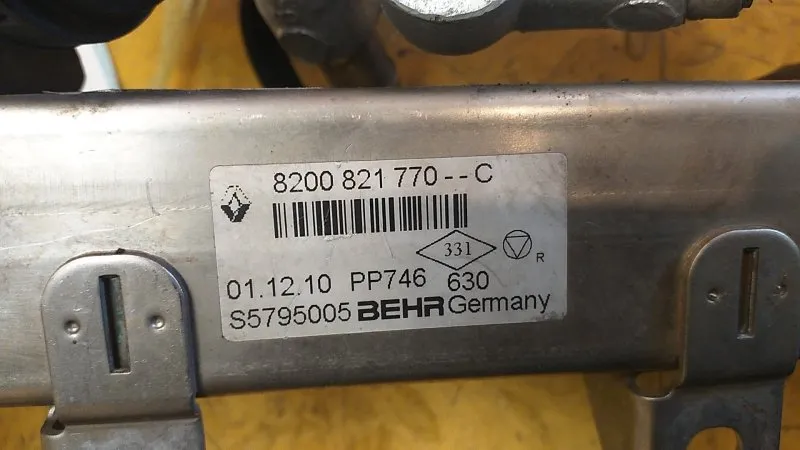 8200 821 770 -- C
331
R
01.12.10 PP746 630
S5795005 BEHR Germany